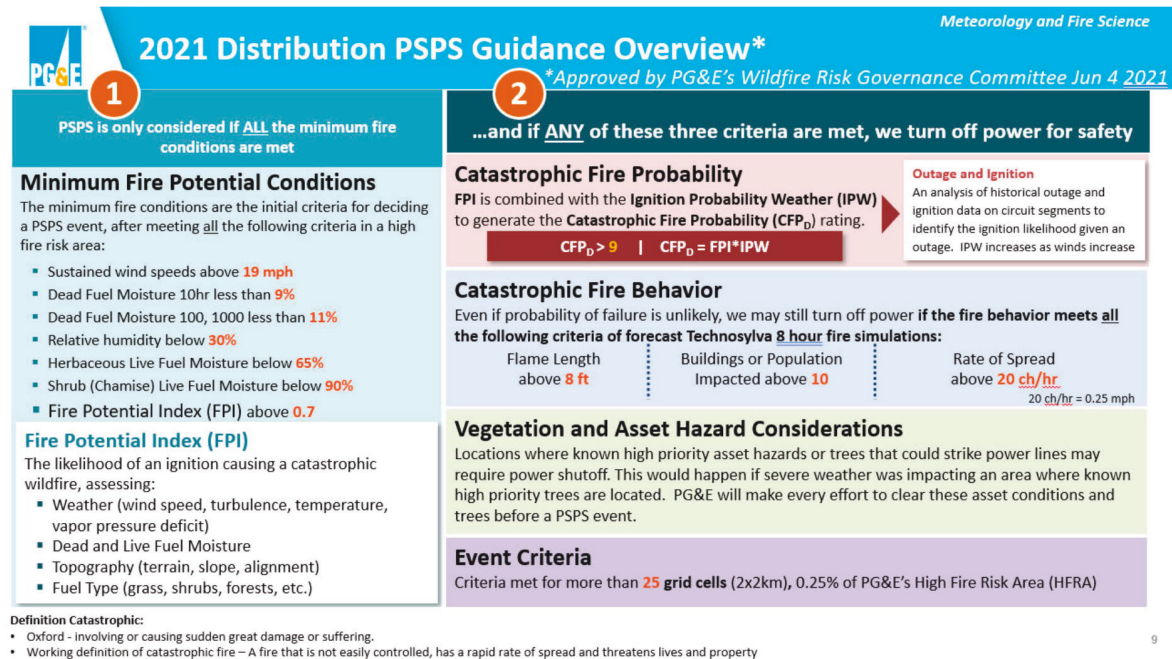 Meteorology and Fire Science
PG&E
2021 Distribution PSPS Guidance Overview*
*Approved by PG&E's Wildfire Risk Governance Committee Jun 4 2021
1
PSPS is only considered If ALL the minimum fire
conditions are met
Minimum Fire Potential Conditions
The minimum fire conditions are the initial criteria for deciding
a PSPS event, after meeting all the following criteria in a high
fire risk area:
▪ Sustained wind speeds above 19 mph
▪ Dead Fuel Moisture 10hr less than 9%
▪ Dead Fuel Moisture 100, 1000 less than 11%
▪ Relative humidity below 30%
▪ Herbaceous Live Fuel Moisture below 65%
▪ Shrub (Chamise) Live Fuel Moisture below 90%
▪ Fire Potential Index (FPI) above 0.7
Fire Potential Index (FPI)
The likelihood of an ignition causing a catastrophic
wildfire, assessing:
▪ Weather (wind speed, turbulence, temperature,
vapor pressure deficit)
▪ Dead and Live Fuel Moisture
▪ Topography (terrain, slope, alignment)
▪ Fuel Type (grass, shrubs, forests, etc.)
2
...and if ANY of these three criteria are met, we turn off power for safety
Catastrophic Fire Probability
FPI is combined with the Ignition Probability Weather (IPW)
to generate the Catastrophic Fire Probability (CFPD) rating.
CFPD > 9 | CFPD = FPI*IPW
Outage and Ignition
An analysis of historical outage and
ignition data on circuit segments to
identify the ignition likelihood given an
outage. IPW increases as winds increase
Catastrophic Fire Behavior
Even if probability of failure is unlikely, we may still turn off power if the fire behavior meets all
the following criteria of forecast Technosylva 8 hour fire simulations:
Flame Length
above 8 ft
Buildings or Population
Impacted above 10
Rate of Spread
above 20 ch/hr
20 ch/hr = 0.25 mph
Vegetation and Asset Hazard Considerations
Locations where known high priority asset hazards or trees that could strike power lines may
require power shutoff. This would happen if severe weather was impacting an area where known
high priority trees are located. PG&E will make every effort to clear these asset conditions and
trees before a PSPS event.
Event Criteria
Criteria met for more than 25 grid cells (2x2km), 0.25% of PG&E's High Fire Risk Area (HFRA)
Definition Catastrophic:
• Oxford - involving or causing sudden great damage or suffering.
• Working definition of catastrophic fire – A fire that is not easily controlled, has a rapid rate of spread and threatens lives and property
9